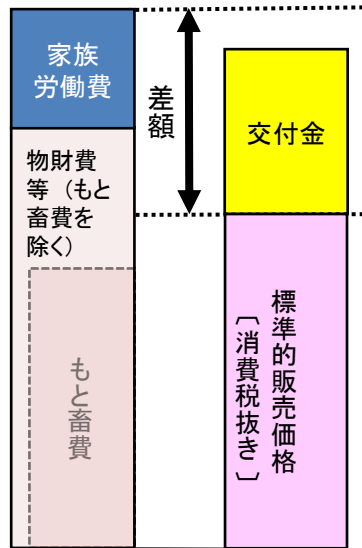 家族
労働費
物財費
等（もと
畜費を
除く）
もと畜費
差額
交付金
標準的販売価格
〔消費税抜き〕